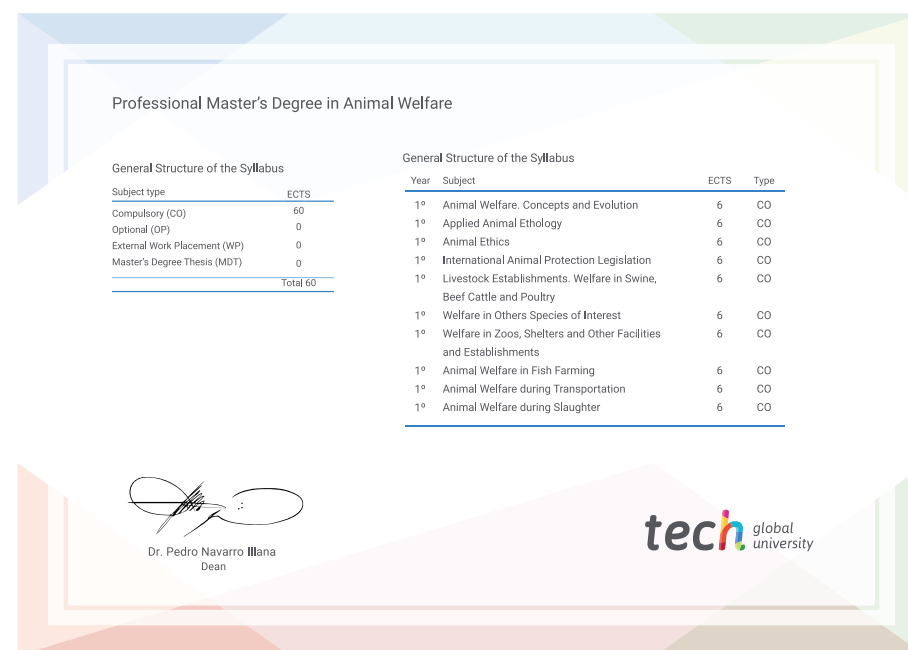 Professional Master's Degree in Animal Welfare
General Structure of the Syllabus
Subject type ECTS
Compulsory (CO) 60
Optional (OP) 0
External Work Placement (WP) 0
Master's Degree Thesis (MDT) 0
Total 60
General Structure of the Syllabus
Year Subject ECTS Type
1º Animal Welfare. Concepts and Evolution 6 CO
1º Applied Animal Ethology 6 CO
1º Animal Ethics 6 CO
1º International Animal Protection Legislation 6 CO
1º Livestock Establishments. Welfare in Swine, 6 CO
Beef Cattle and Poultry
1º Welfare in Others Species of Interest 6 CO
1º Welfare in Zoos, Shelters and Other Facilities 6 CO
and Establishments
1º Animal Welfare in Fish Farming 6 CO
1º Animal Welfare during Transportation 6 CO
1º Animal Welfare during Slaughter 6 CO
Dr. Pedro Navarro Illana
Dean
tech global
university